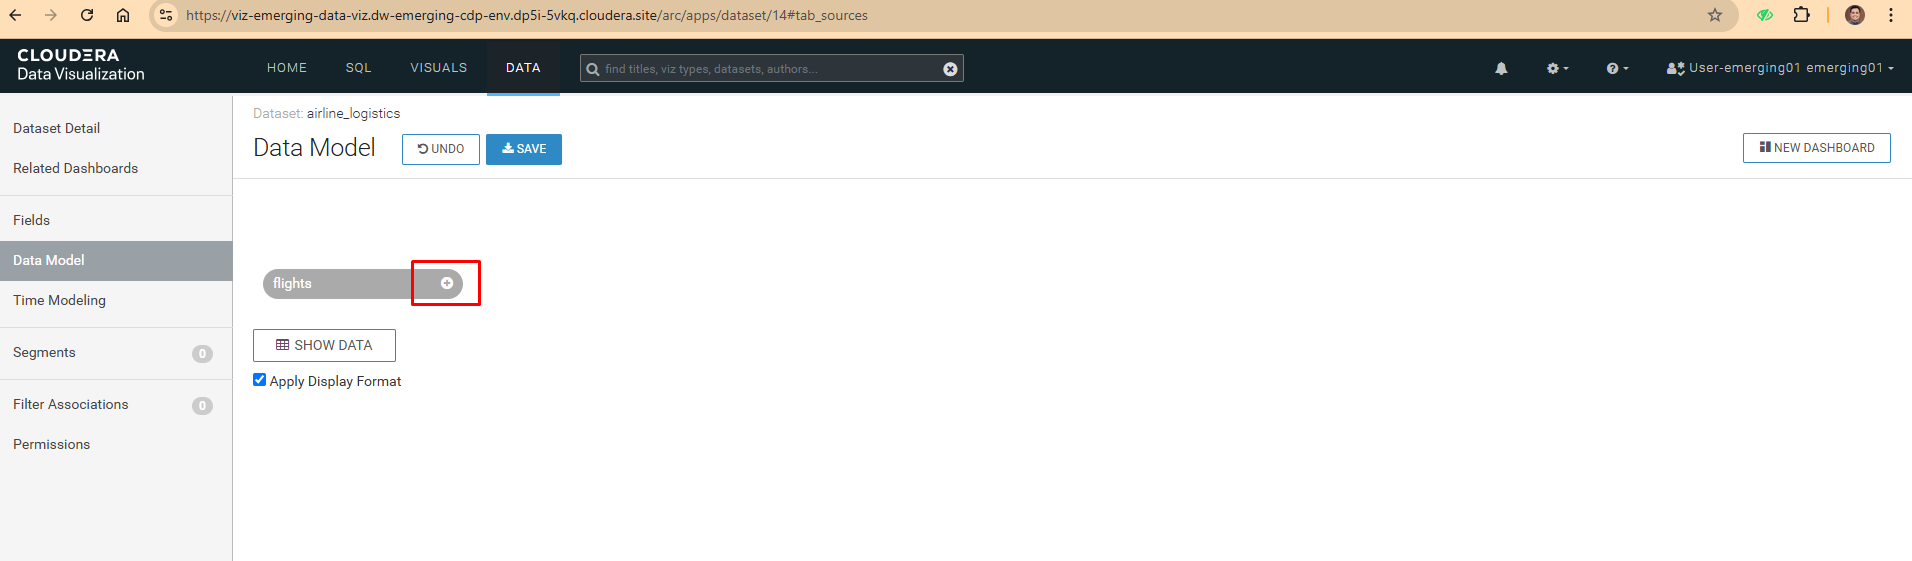 https://viz-emerging-data-viz.dw-emerging-cdp-env.dp5i-5vkq.cloudera.site/arc/apps/dataset/14#tab_sources
CLOUDERA
Data Visualization
HOME SQL VISUALS DATA find titles, viz types, datasets, authors... User-emerging01 emerging01
Dataset Detail
Related Dashboards
Fields
Data Model
Time Modeling
Segments 0
Filter Associations 0
Permissions
Dataset: airline_logistics
Data Model UNDO SAVE NEW DASHBOARD
flights
SHOW DATA
Apply Display Format